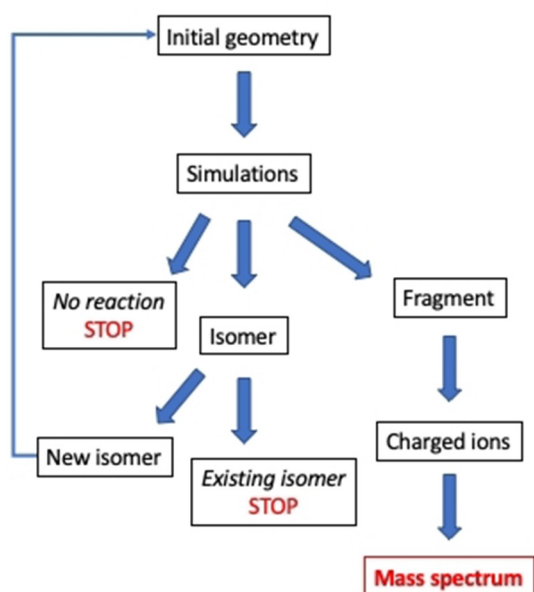 Initial geometry
Simulations
No reaction
STOP
Isomer
Fragment
New isomer
Existing isomer
STOP
Charged ions
Mass spectrum